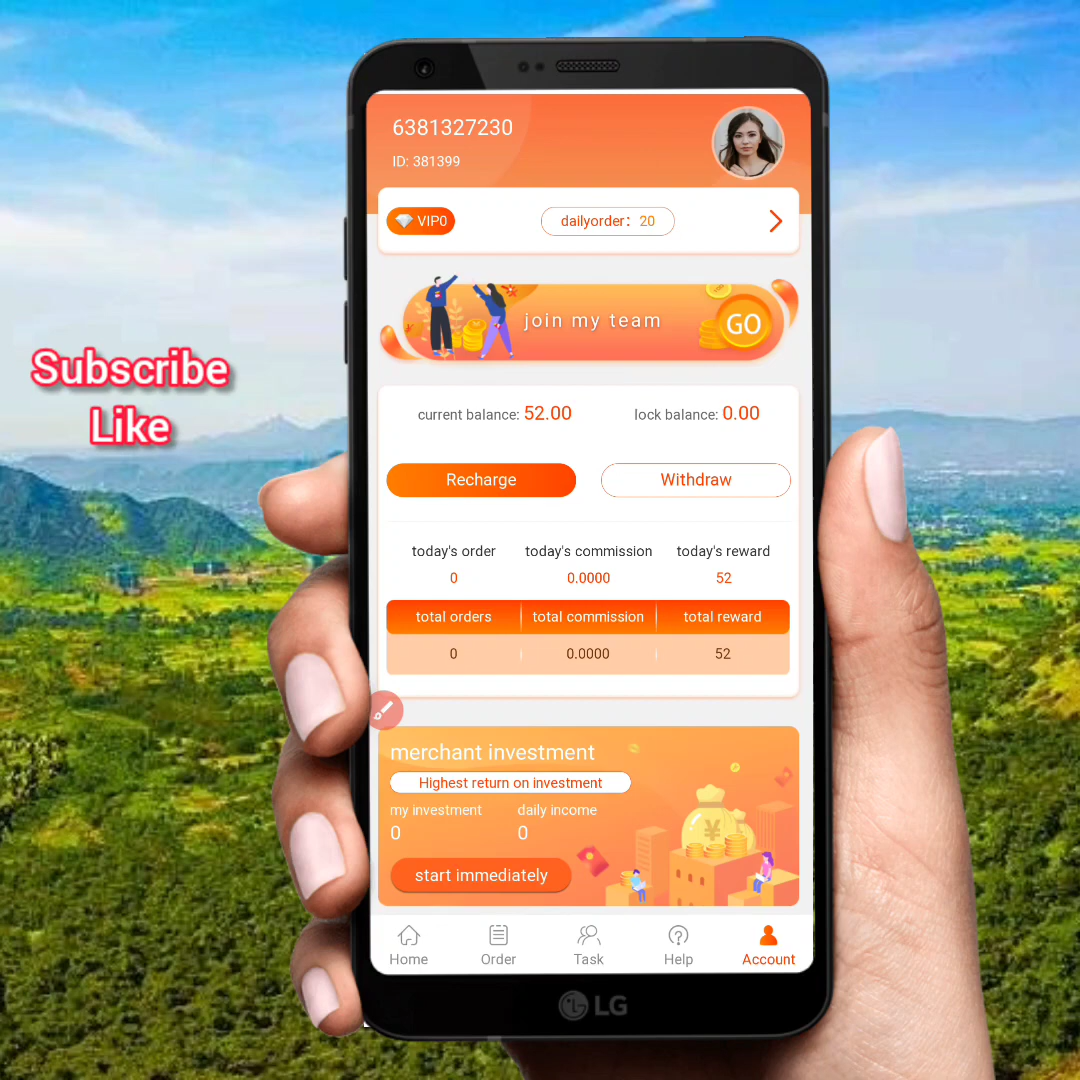 Subscribe
Like
6381327230
ID: 381399
VIP0
dailyorder: 20
join my team
GO
current balance: 52.00
lock balance: 0.00
Recharge
Withdraw
today's order today's commission today's reward
0 0.0000 52
total orders total commission total reward
0 0.0000 52
merchant investment
Highest return on investment
my investment daily income
0 0
¥
start immediately
Home Order Task Help Account
LG